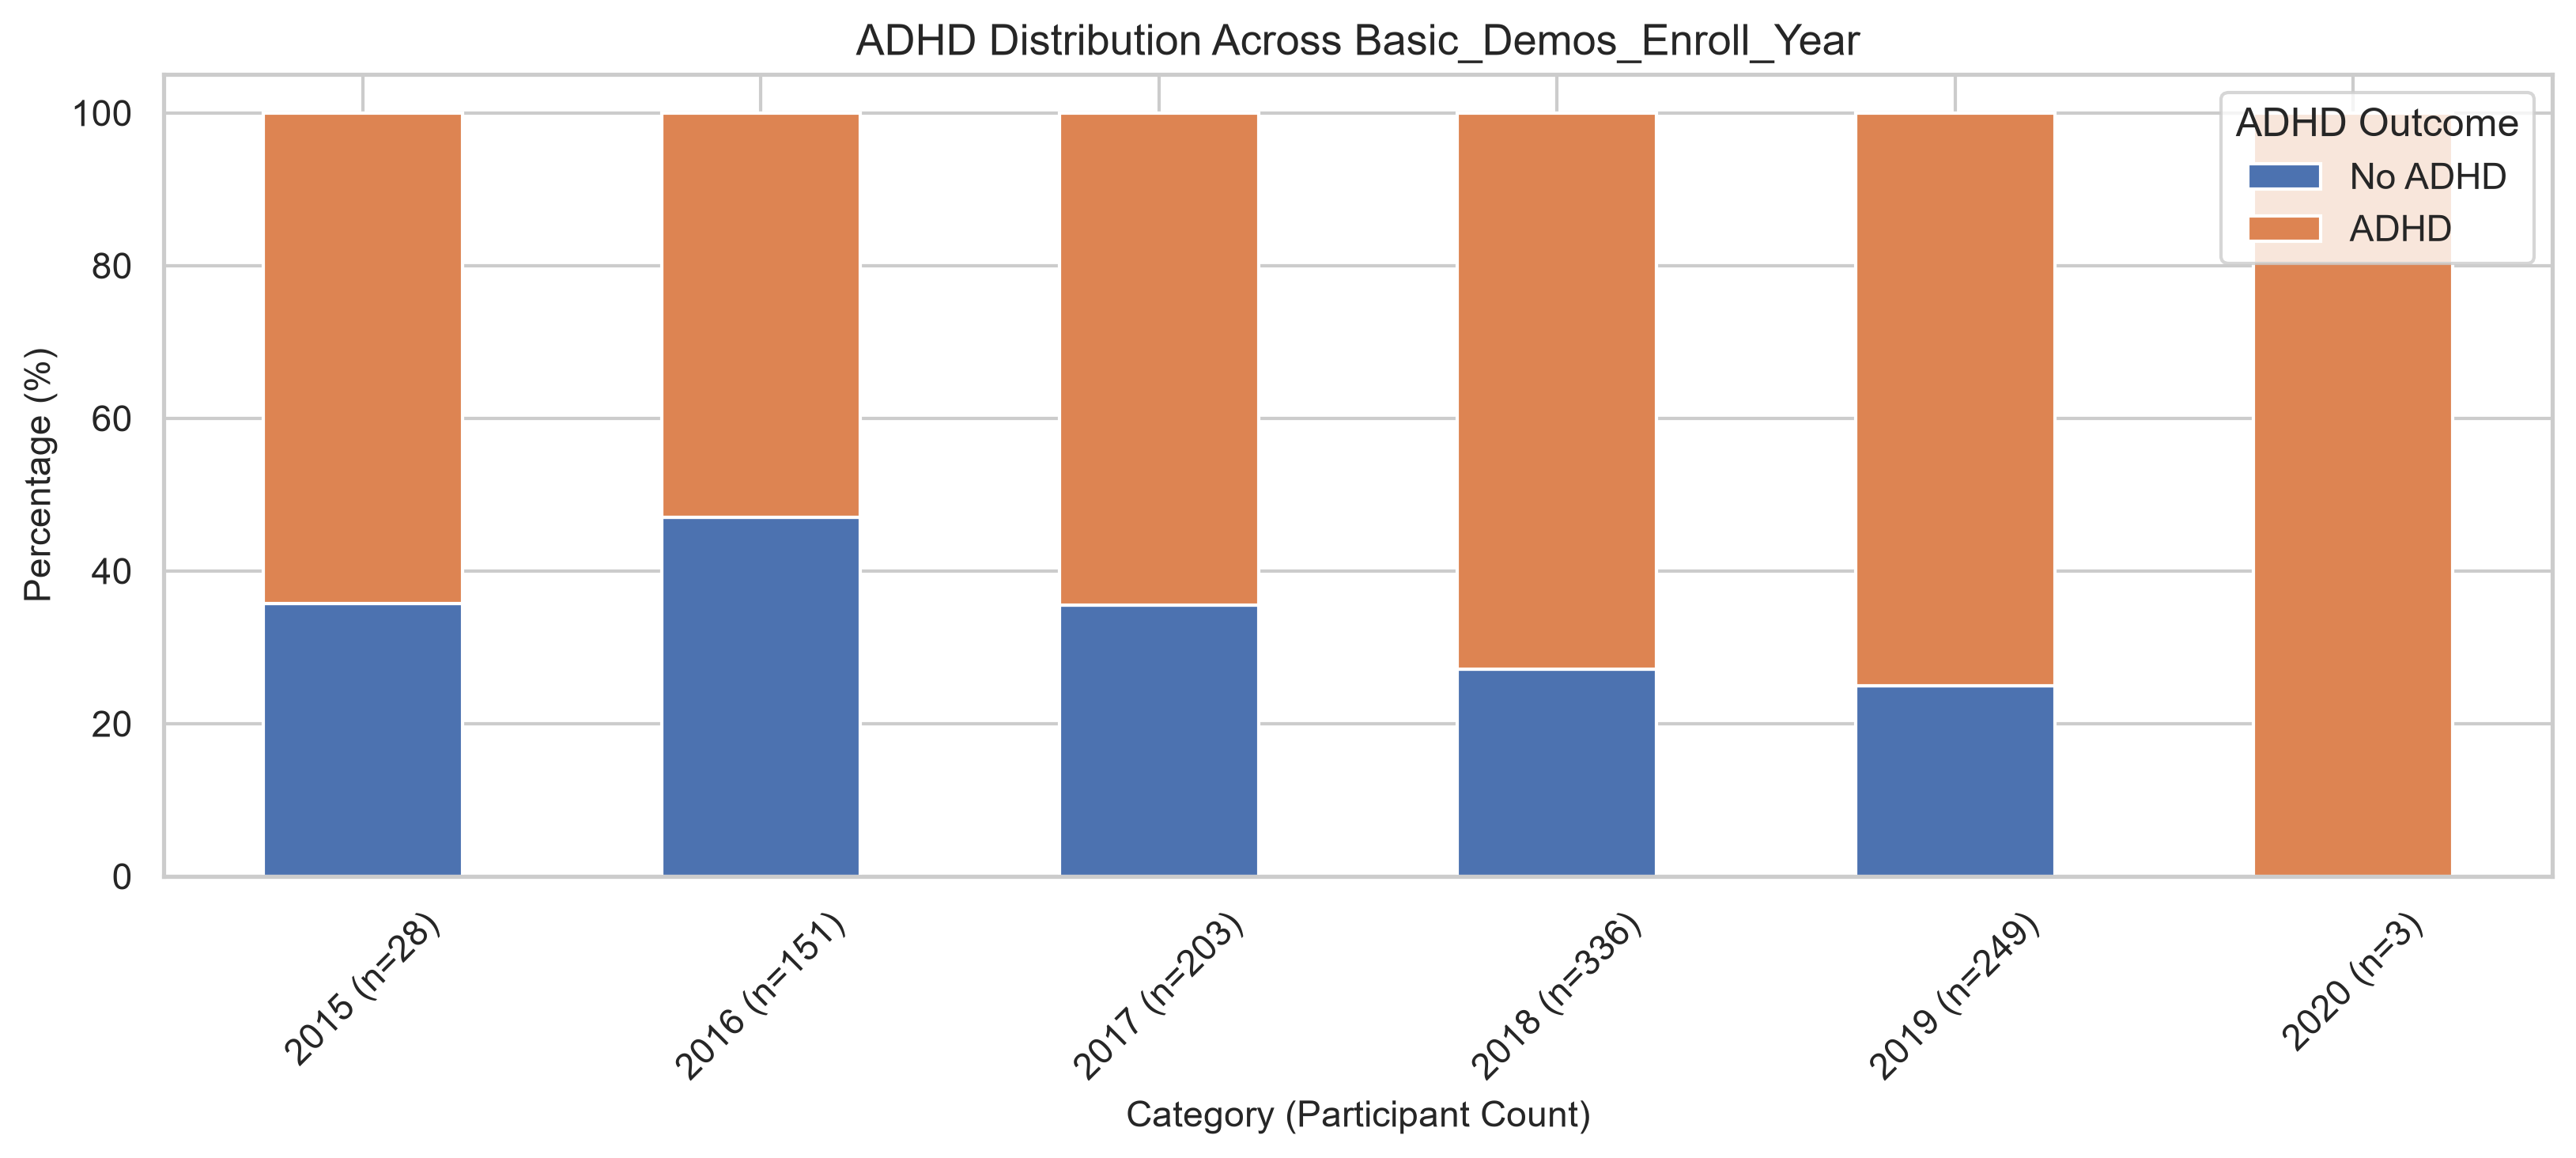 ADHD Distribution Across Basic_Demos_Enroll_Year
Percentage (%)
100
80
60
40
20
0
ADHD Outcome
No ADHD
ADHD
2015 (n=28)
2016 (n=151)
2017 (n=203)
2018 (n=336)
2019 (n=249)
2020 (n=3)
Category (Participant Count)